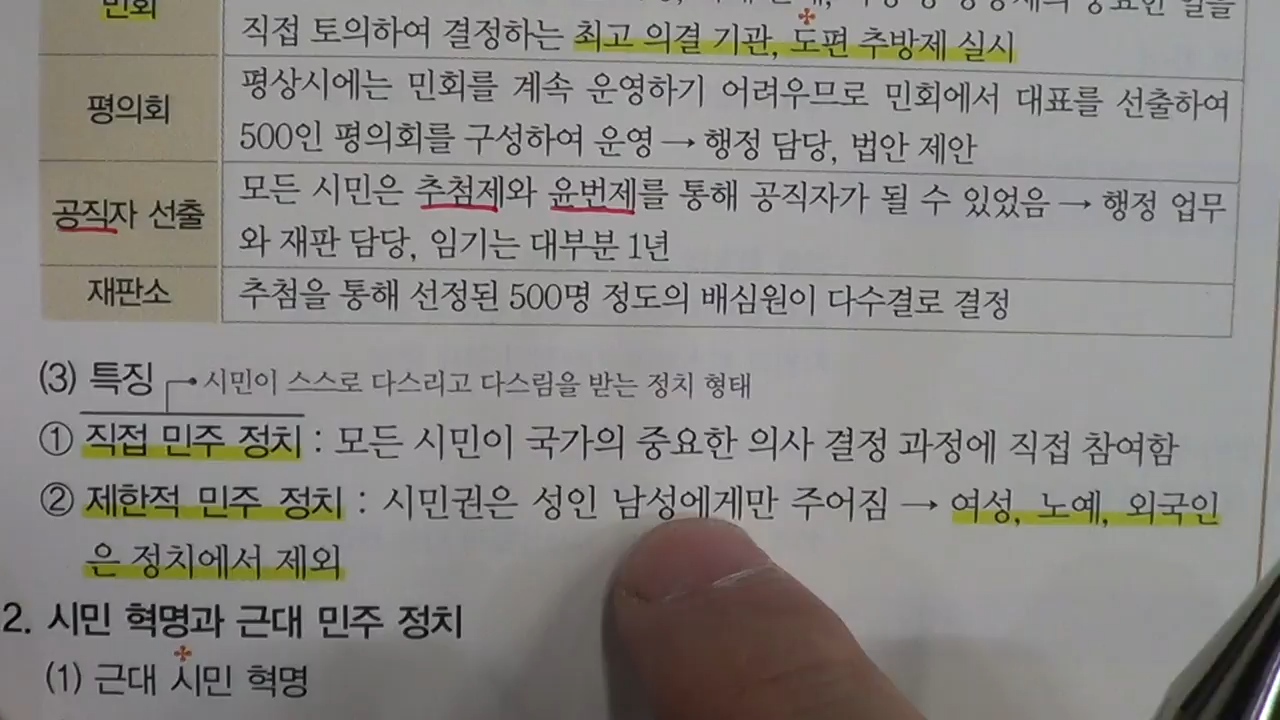 민회
직접 토의하여 결정하는 최고 의결 기관, 도편 추방제 실시
평의회
평상시에는 민회를 계속 운영하기 어려우므로 민회에서 대표를 선출하여
500인 평의회를 구성하여 운영 → 행정 담당, 법안 제안
공직자 선출
모든 시민은 추첨제와 윤번제를 통해 공직자가 될 수 있었음 → 행정 업무
와 재판 담당, 임기는 대부분 1년
재판소
추첨을 통해 선정된 500명 정도의 배심원이 다수결로 결정
(3) 특징
시민이 스스로 다스리고 다스림을 받는 정치 형태
① 직접 민주 정치 : 모든 시민이 국가의 중요한 의사 결정 과정에 직접 참여함
② 제한적 민주 정치 : 시민권은 성인 남성에게만 주어짐 → 여성, 노예, 외국인
은 정치에서 제외
2. 시민 혁명과 근대 민주 정치
(1) 근대 시민 혁명